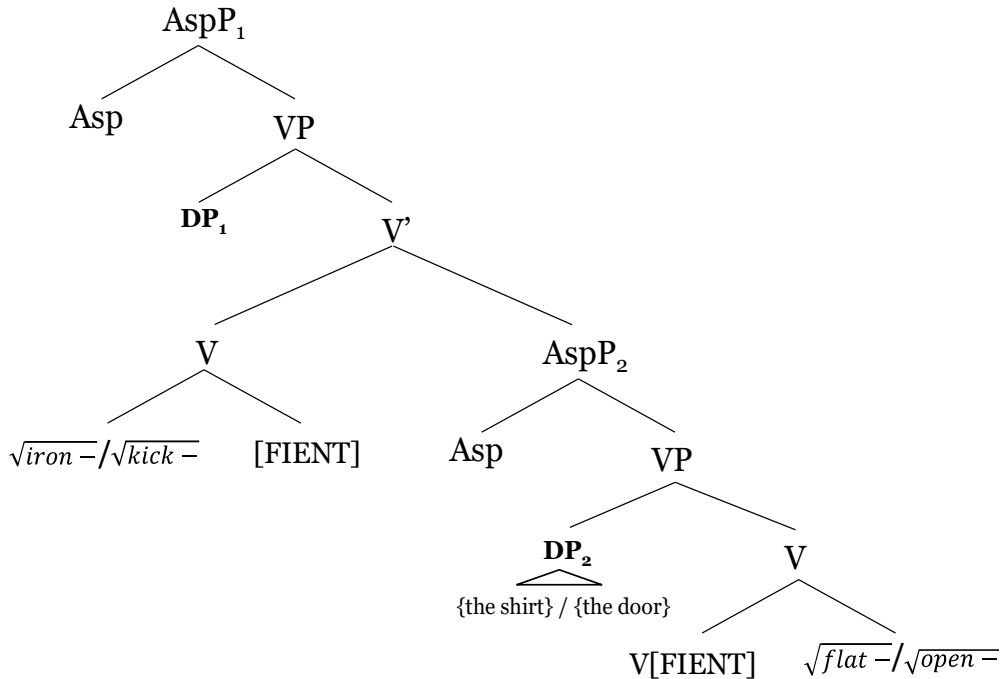 AspP₁
Asp
VP
DP₁
V’
V
AspP₂
√iron –/√kick –
[FIENT]
Asp
VP
DP₂
V
{the shirt} / {the door}
V[FIENT]
√flat –/√open –